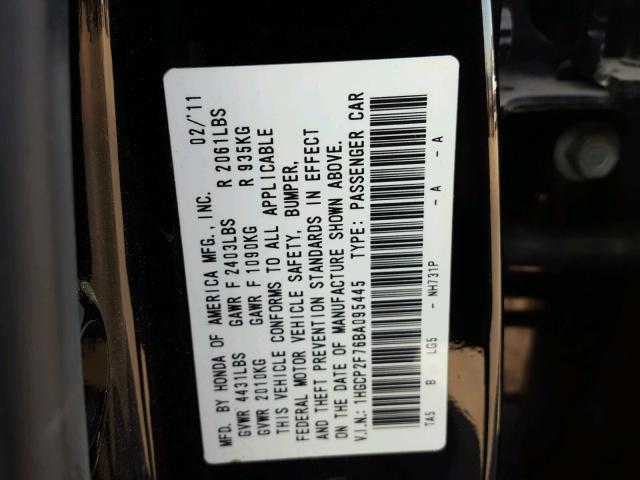 MFD. BY HONDA OF AMERICA MFG., INC. 02/'11
GVWR 4431LBS GAWR F 2403LBS R 2061LBS
GVWR 2010KG GAWR F 1090KG R 935KG
THIS VEHICLE CONFORMS TO ALL APPLICABLE
FEDERAL MOTOR VEHICLE SAFETY, BUMPER,
AND THEFT PREVENTION STANDARDS IN EFFECT
ON THE DATE OF MANUFACTURE SHOWN ABOVE.
V.I.N.: 1HGCP2F76BA095445 TYPE: PASSENGER CAR
TA5 B LG5 - NH731P - A - A